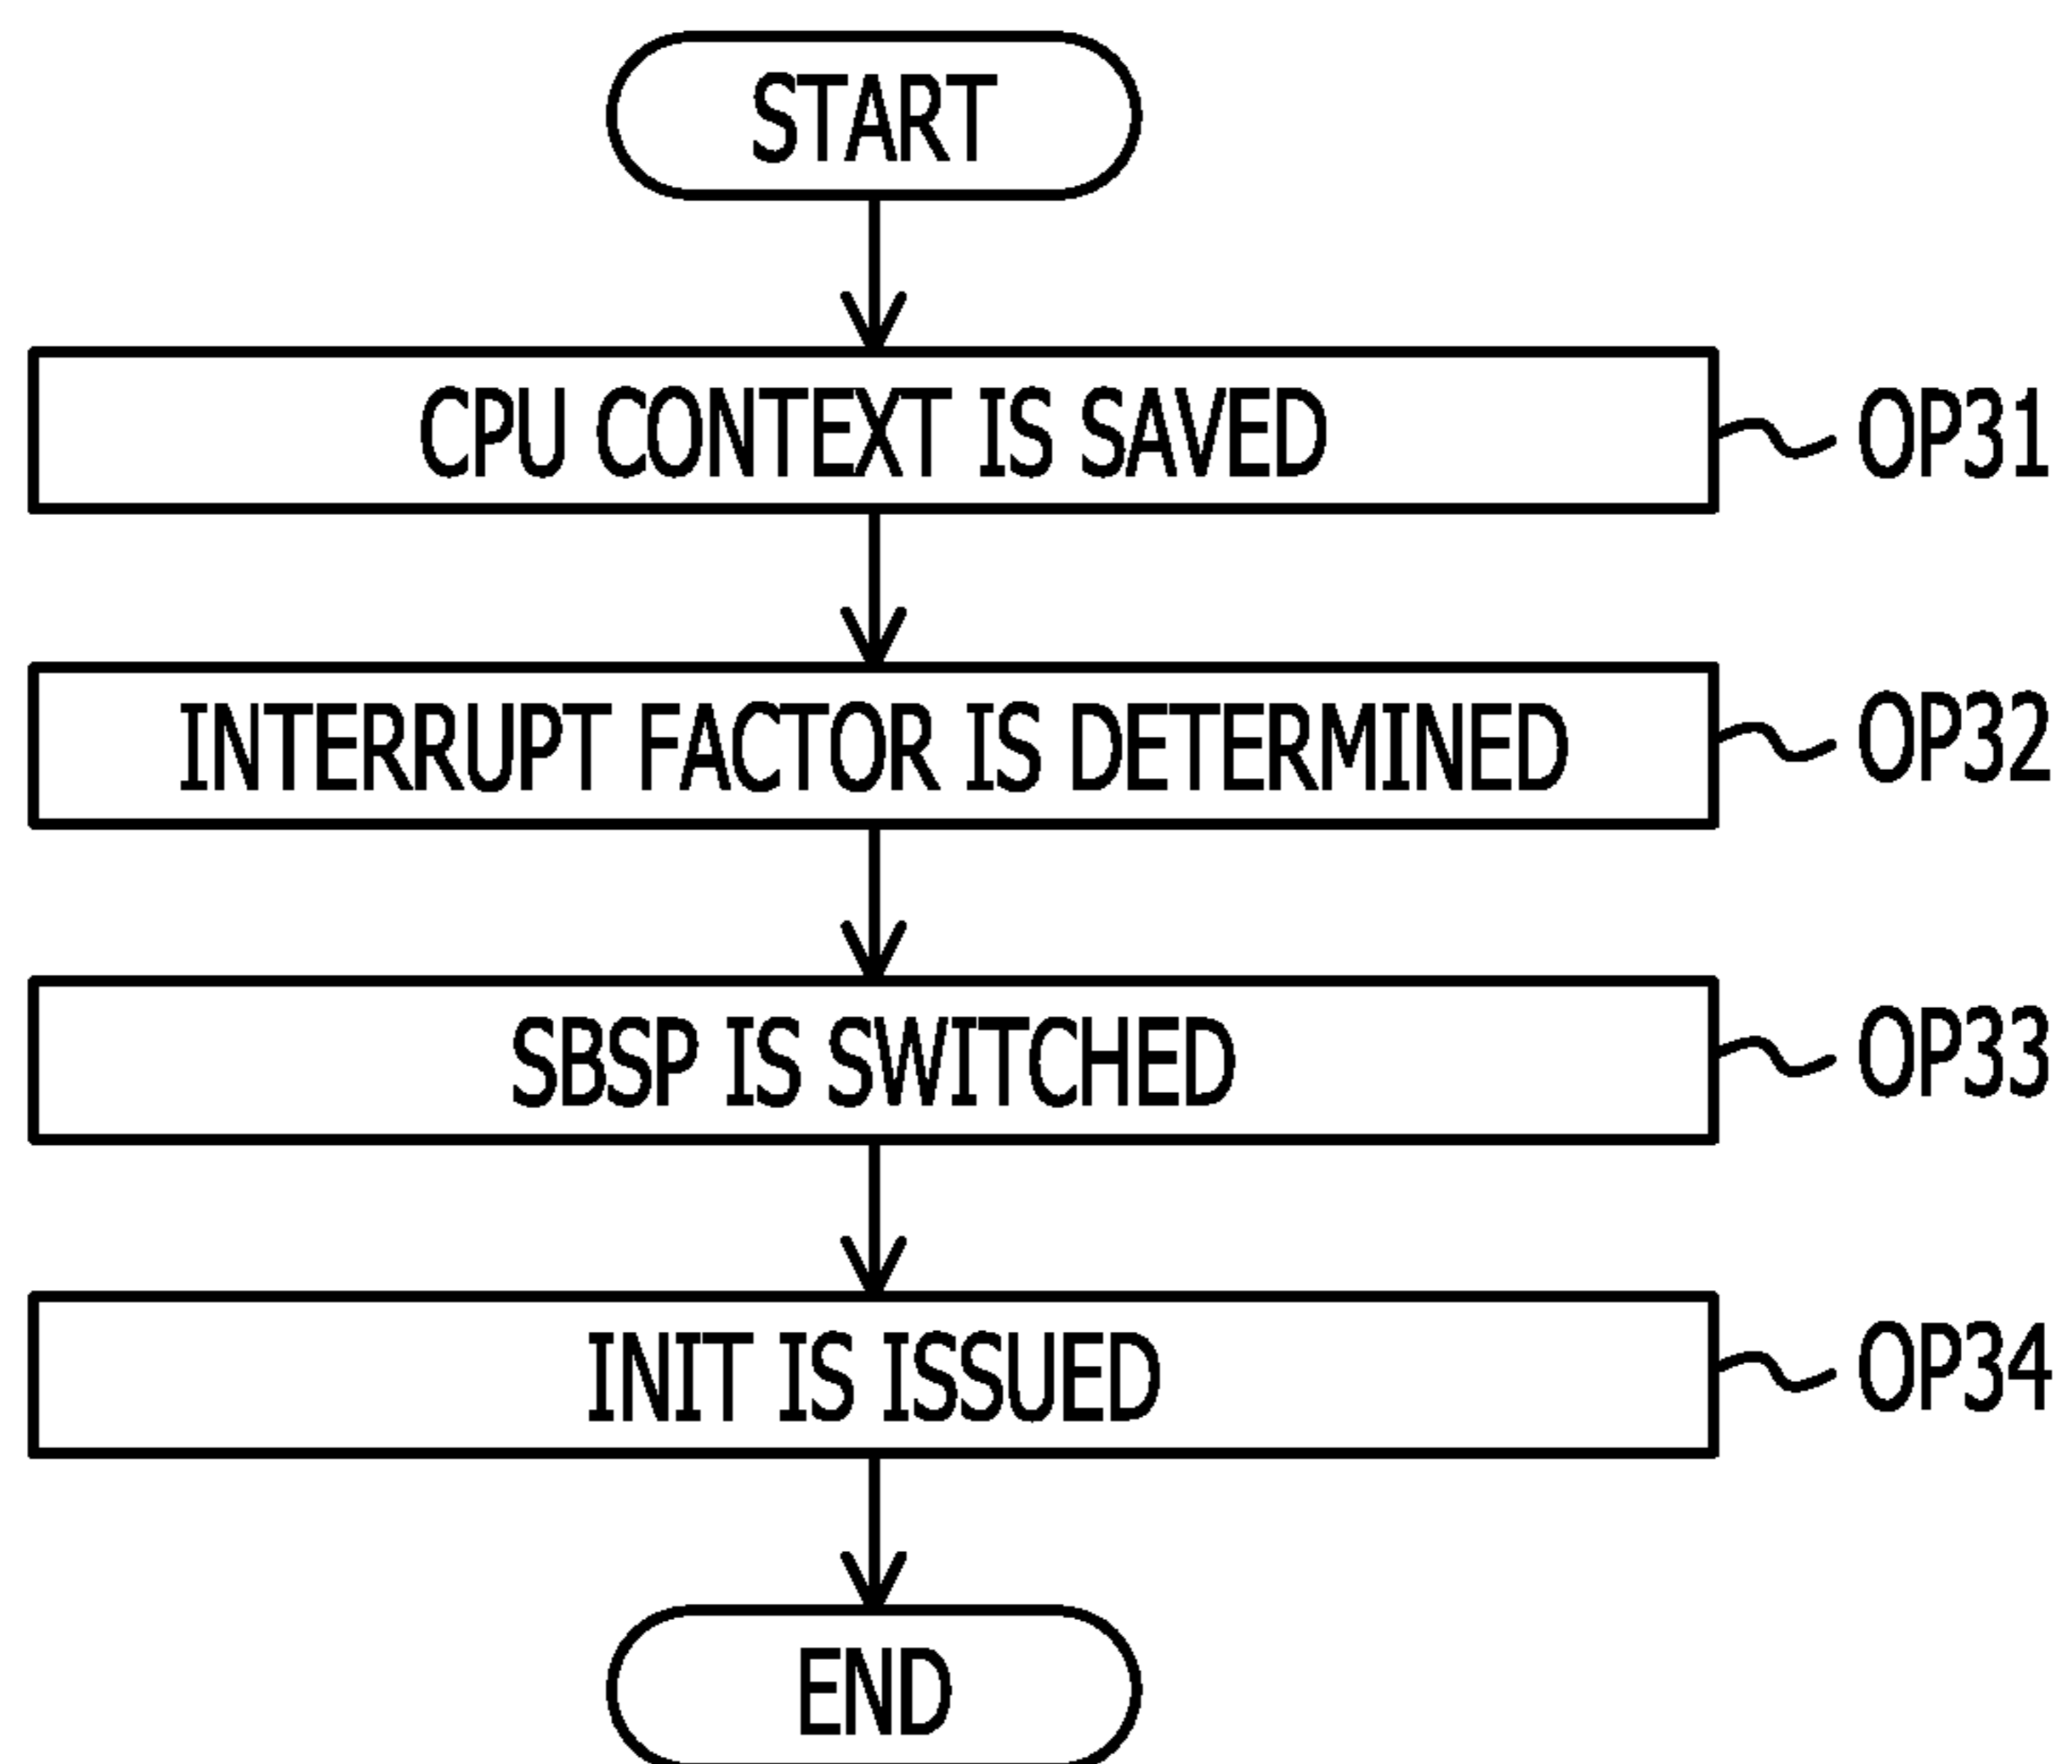 START
CPU CONTEXT IS SAVED OP31
INTERRUPT FACTOR IS DETERMINED OP32
SBSP IS SWITCHED OP33
INIT IS ISSUED OP34
END